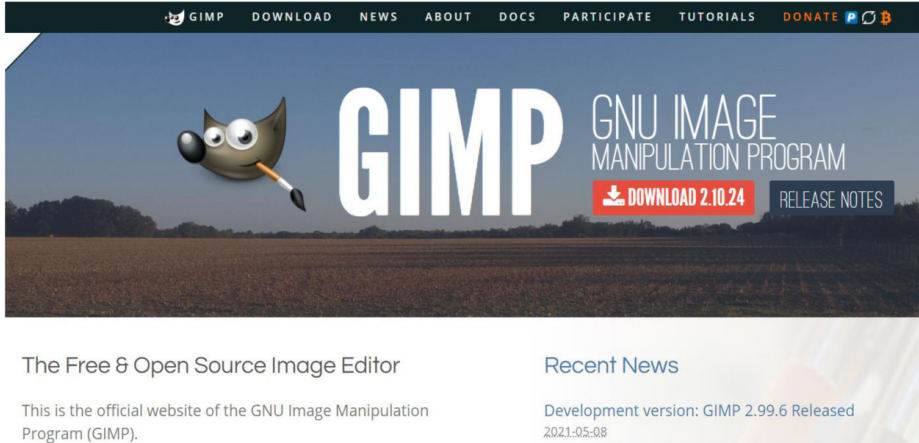 GIMP DOWNLOAD NEWS ABOUT DOCS PARTICIPATE TUTORIALS DONATE
GIMP
GNU IMAGE
MANIPULATION PROGRAM
DOWNLOAD 2.10.24 RELEASE NOTES
The Free & Open Source Image Editor
This is the official website of the GNU Image Manipulation
Program (GIMP).
Recent News
Development version: GIMP 2.99.6 Released
2021-05-08